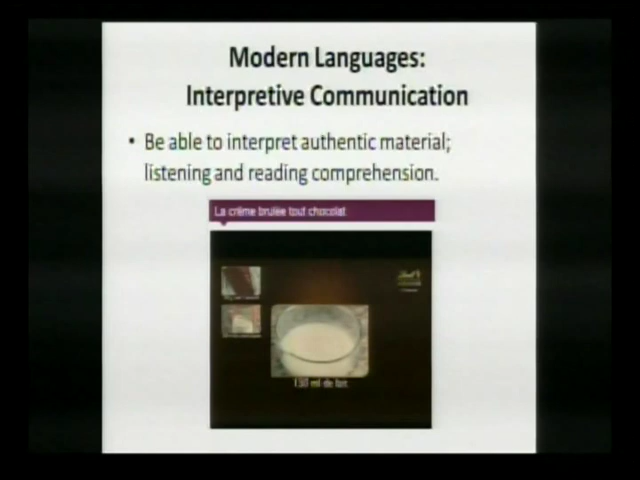 Modern Languages:
Interpretive Communication
• Be able to interpret authentic material;
listening and reading comprehension.
La crème brulée tout chocolat
130 ml de lait